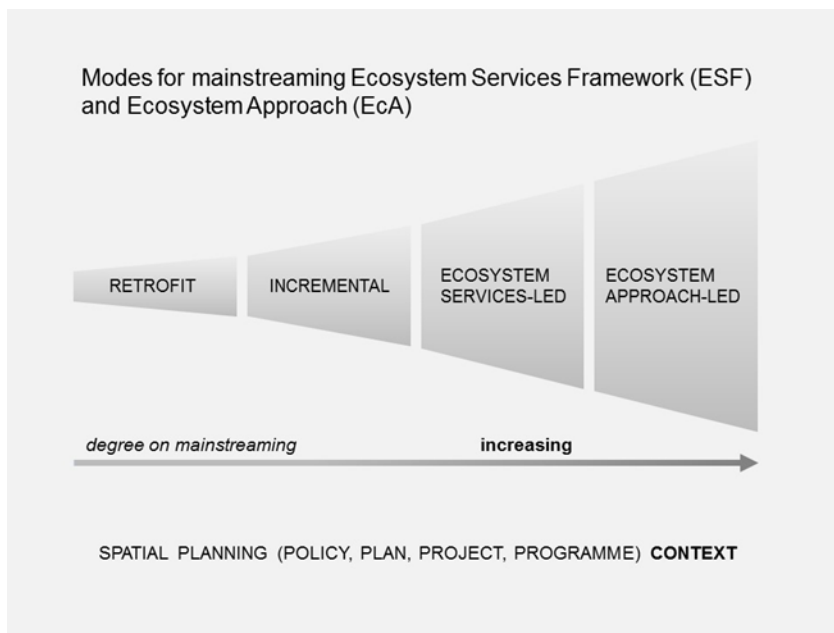 Modes for mainstreaming Ecosystem Services Framework (ESF)
and Ecosystem Approach (EcA)
RETROFIT
INCREMENTAL
ECOSYSTEM
SERVICES-LED
ECOSYSTEM
APPROACH-LED
degree on mainstreaming
increasing
SPATIAL PLANNING (POLICY, PLAN, PROJECT, PROGRAMME) CONTEXT